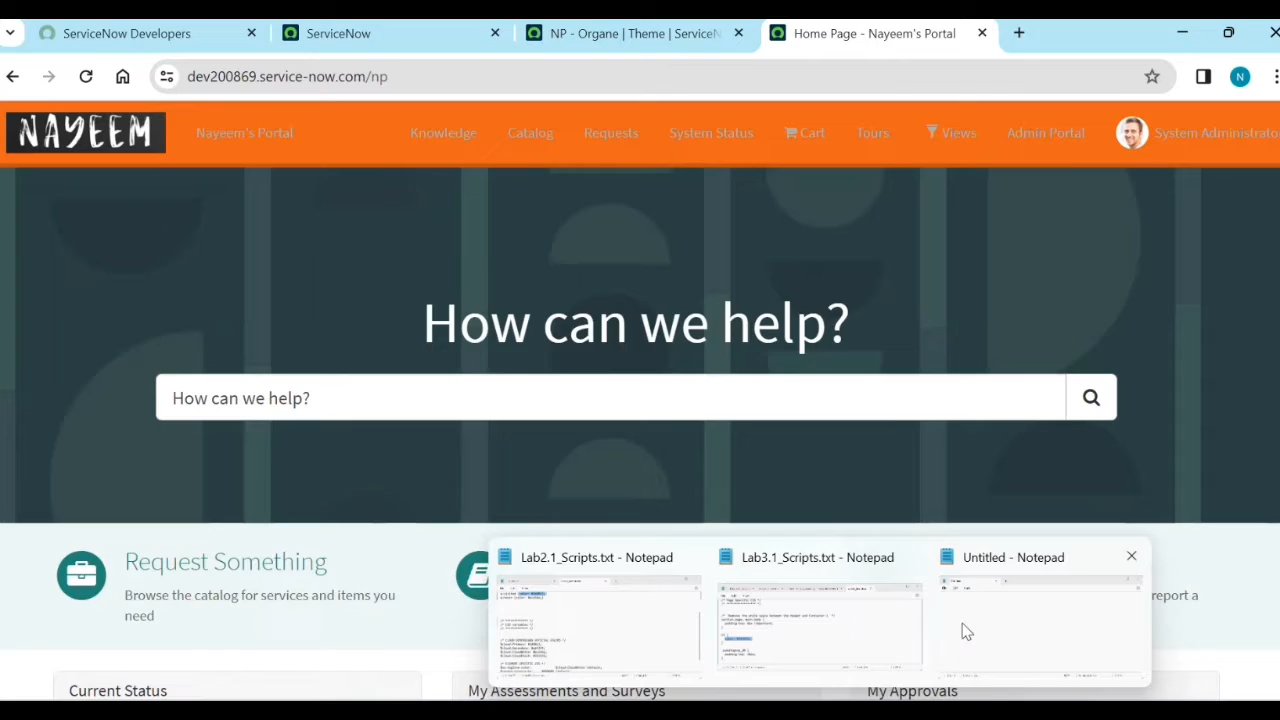 ServiceNow Developers
ServiceNow
NP - Organe | Theme | ServiceN
Home Page - Nayeem's Portal
dev200869.service-now.com/np
N
NAYEEM
Nayeem's Portal
Knowledge
Catalog
Requests
System Status
Cart
Tours
Views
Admin Portal
System Administrato
How can we help?
How can we help?
Request Something
owse the catalog for services and items you
need
report a
Lab2.1_Scripts.txt - Notepad
Lab3.1_Scripts.txt - Notepad
Untitled - Notepad
Current Status
My Assessments and Surveys
My Approvals